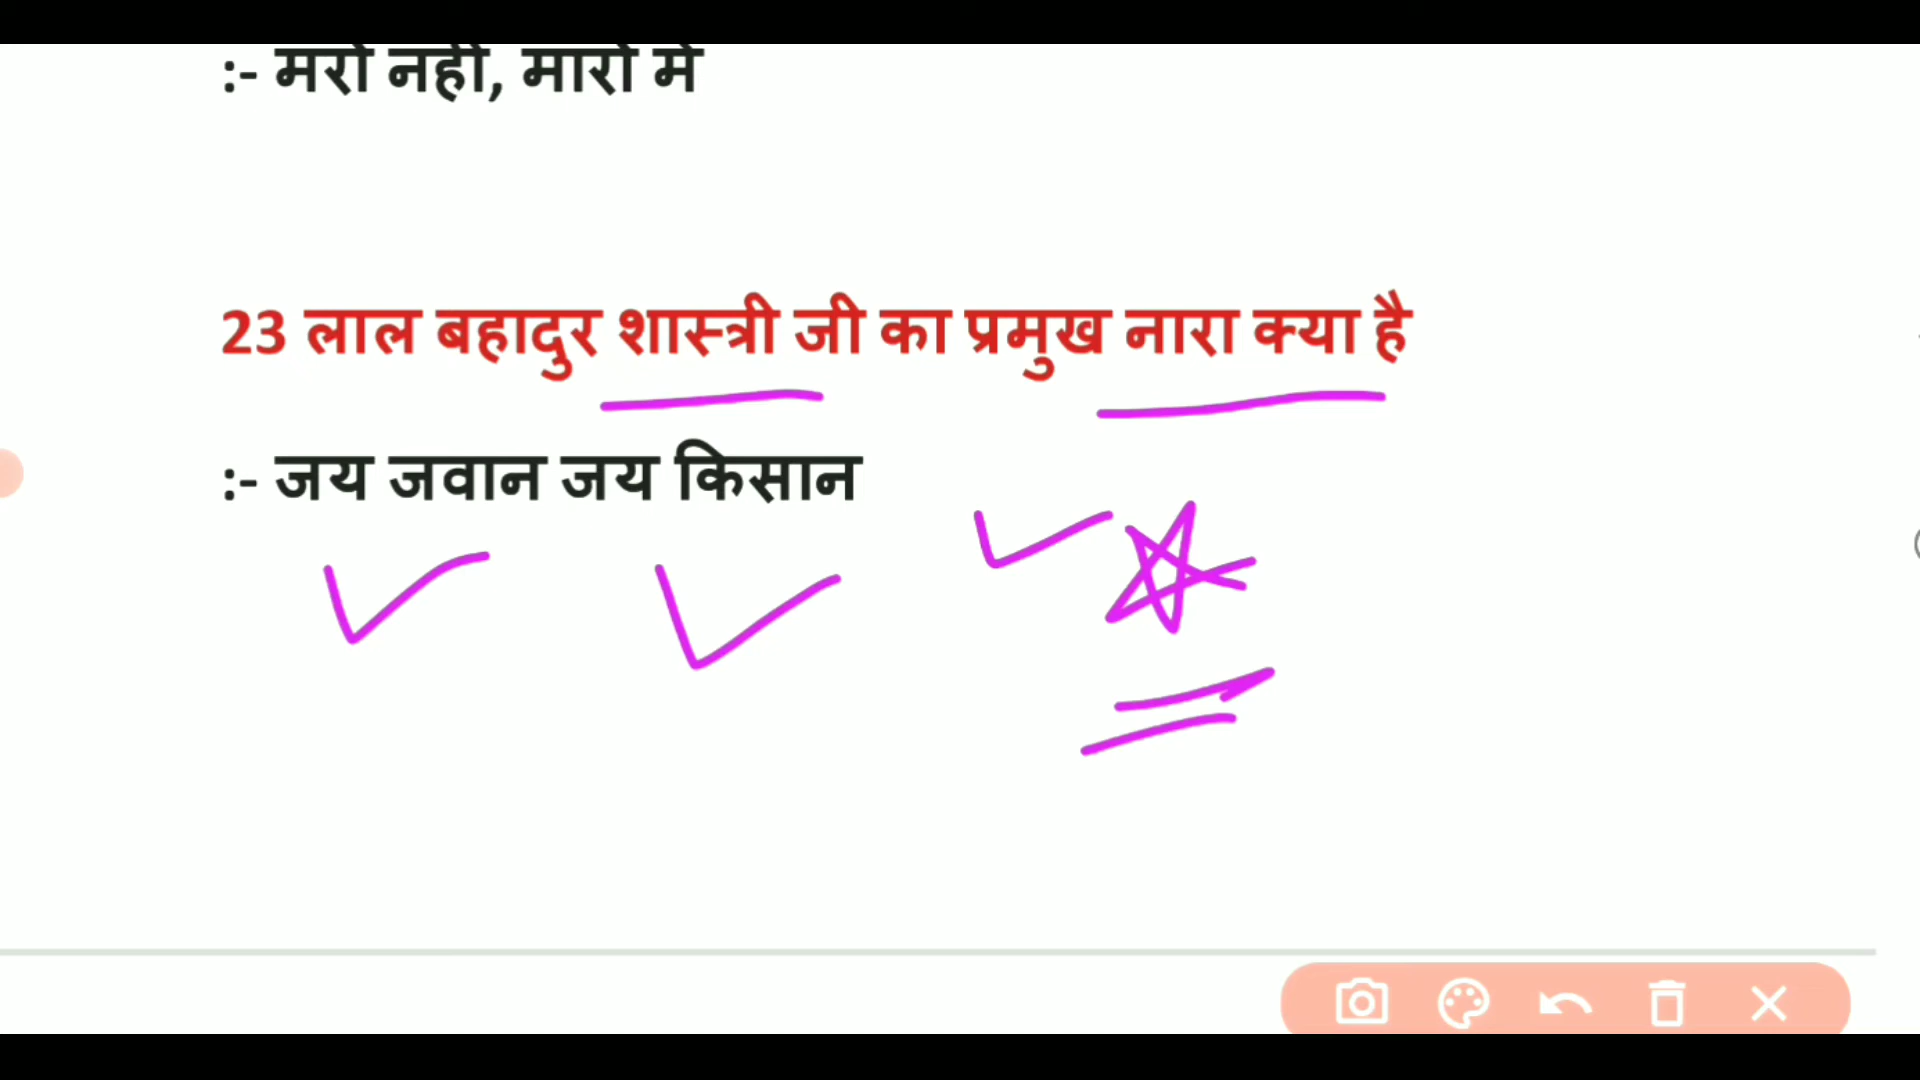 :- मरो नही, मारो मे
23 लाल बहादुर शास्त्री जी का प्रमुख नारा क्या है
:- जय जवान जय किसान